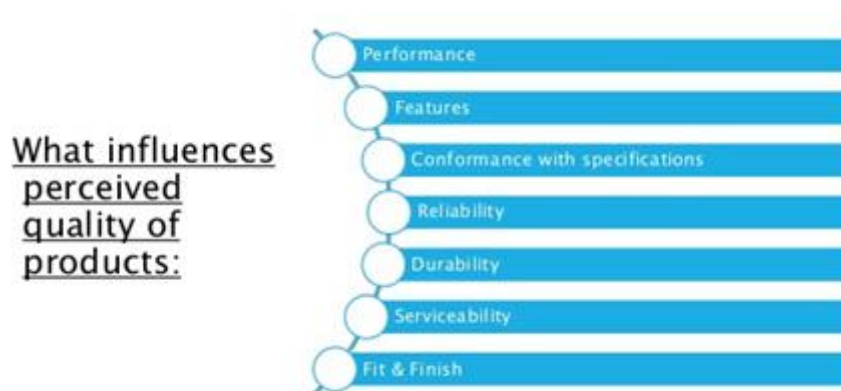 What influences
perceived
quality of
products:
Performance
Features
Conformance with specifications
Reliability
Durability
Serviceability
Fit & Finish